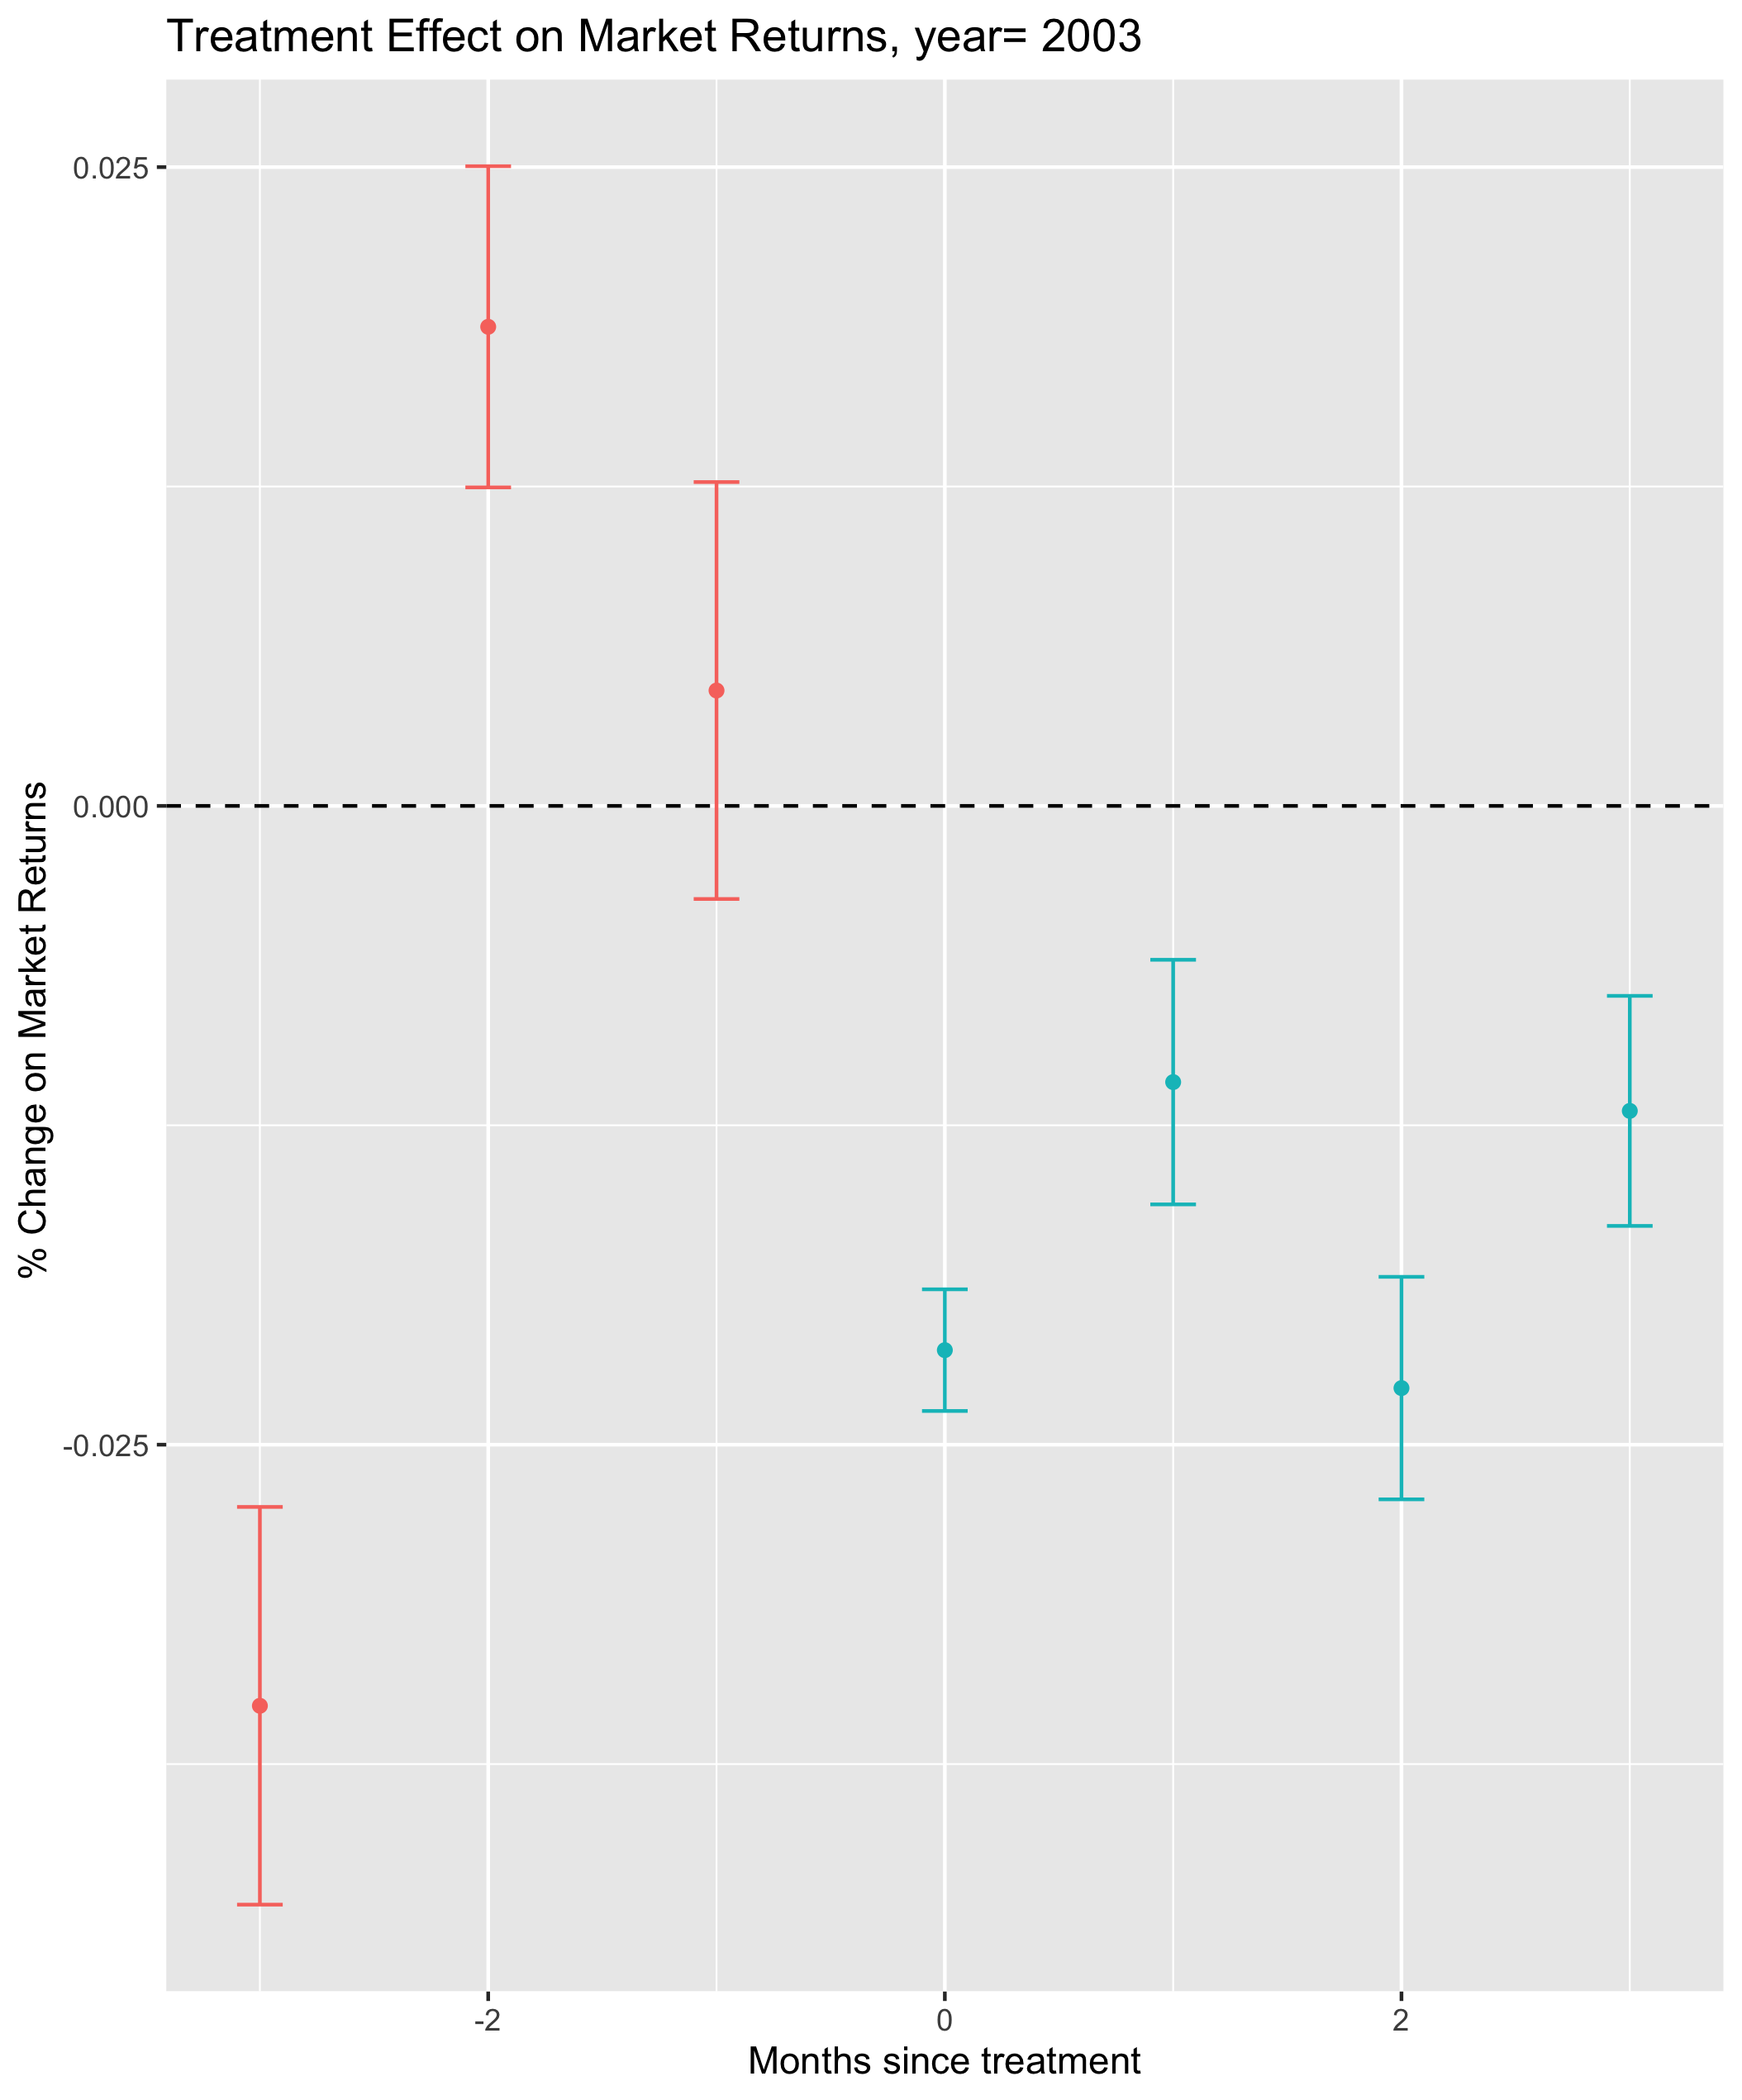 Treatment Effect on Market Returns, year= 2003
% Change on Market Returns
0.025
0.000
-0.025
-2
0
2
Months since treatment